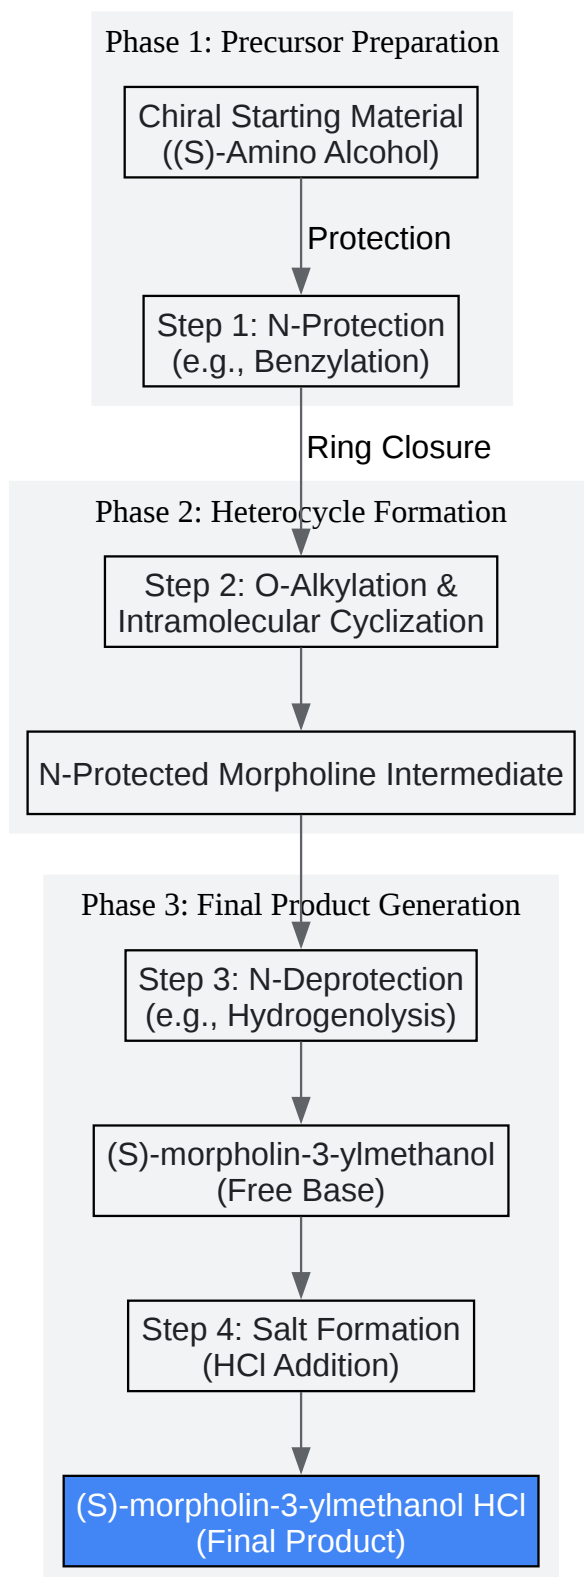 Phase 1: Precursor Preparation
Chiral Starting Material
((S)-Amino Alcohol)
Protection
Step 1: N-Protection
(e.g., Benzylation)
Ring Closure
Phase 2: Heterocycle Formation
Step 2: O-Alkylation &
Intramolecular Cyclization
N-Protected Morpholine Intermediate
Phase 3: Final Product Generation
Step 3: N-Deprotection
(e.g., Hydrogenolysis)
(S)-morpholin-3-ylmethanol
(Free Base)
Step 4: Salt Formation
(HCl Addition)
(S)-morpholin-3-ylmethanol HCl
(Final Product)